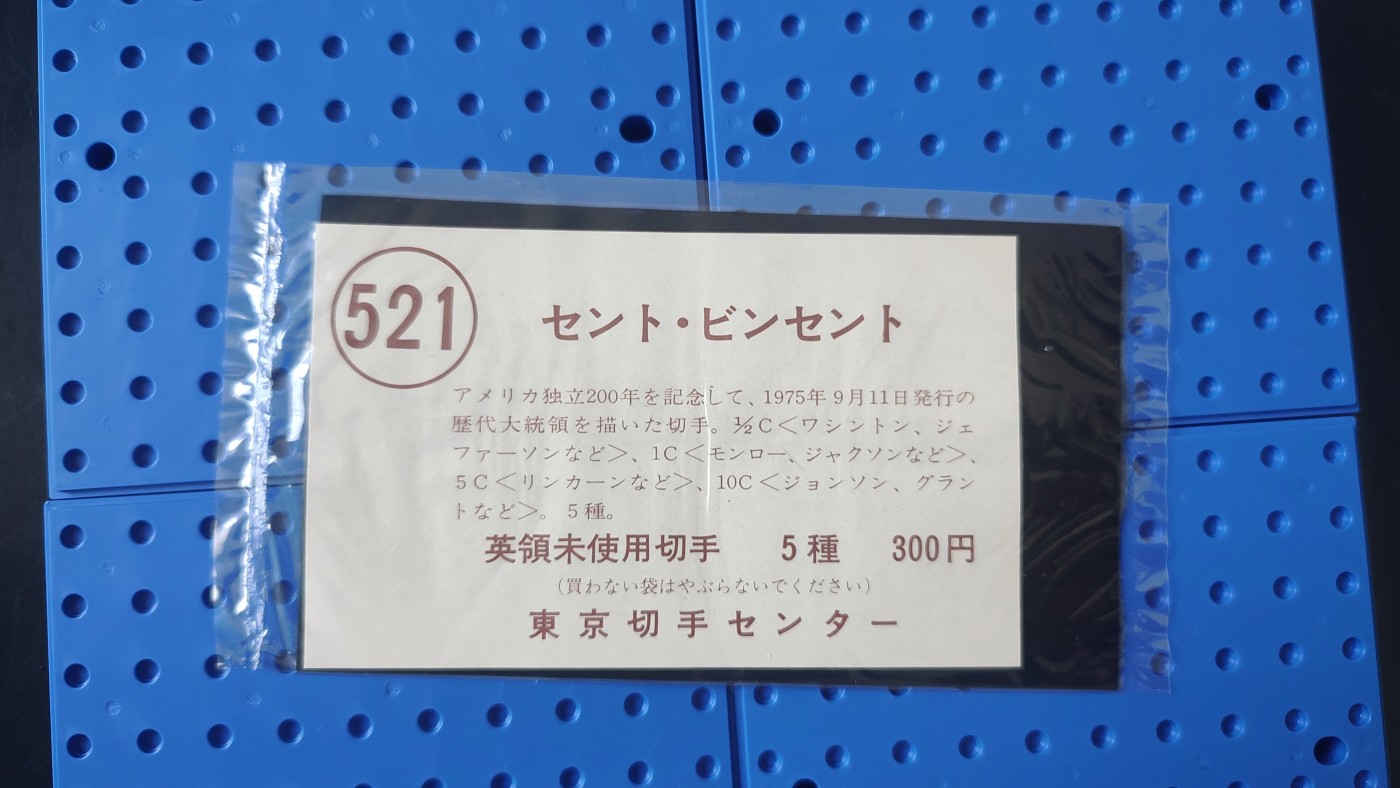 521
セント・ビンセント
アメリカ独立200年を記念して、1975年9月11日発行の
歴代大統領を描いた切手。½C＜ワシントン、ジェ
ファーソンなど＞、1C＜モンロー、ジャクソンなど＞、
5C＜リンカーンなど＞、10C＜ジョンソン、グラン
トなど＞。5種。
英領未使用切手 5種 300円
（買わない袋はやぶらないでください）
東京切手センター